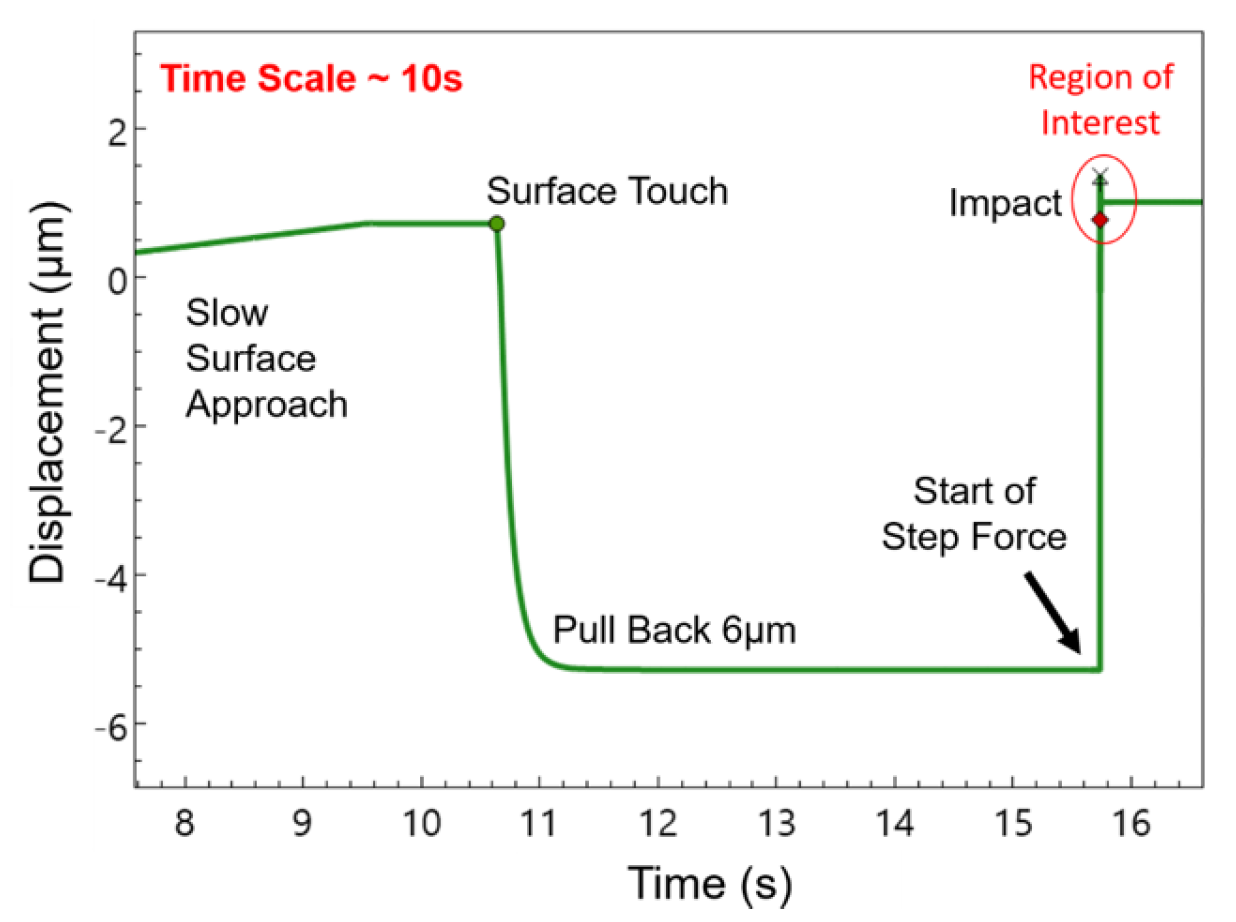 Time Scale ~ 10s
Region of
Interest
2
Surface Touch
Impact
0
Slow
Surface
Approach
-2
Start of
Step Force
-4
Pull Back 6μm
-6
8 9 10 11 12 13 14 15 16
Time (s)
Displacement (μm)